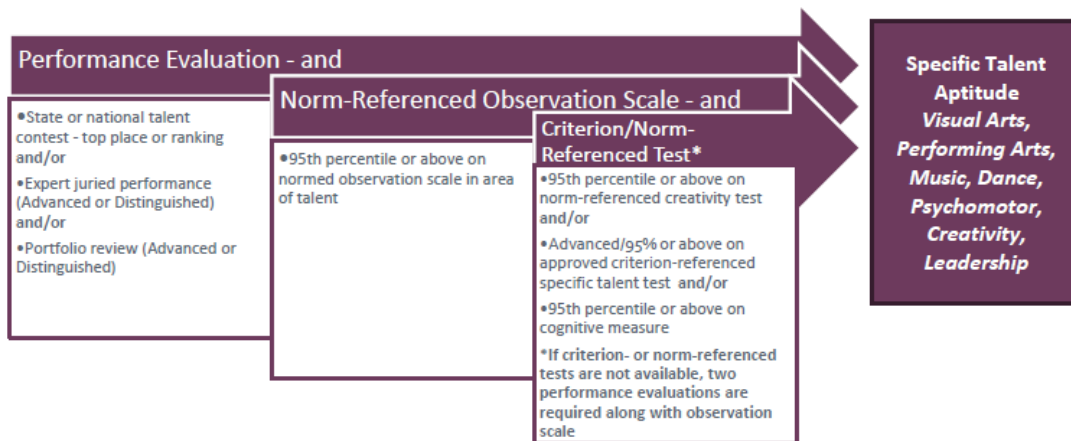 Performance Evaluation - and
•State or national talent
contest - top place or ranking
and/or
•Expert juried performance
(Advanced or Distinguished)
and/or
•Portfolio review (Advanced or
Distinguished)
Norm-Referenced Observation Scale - and
•95th percentile or above on
normed observation scale in area
of talent
Criterion/Norm-
Referenced Test*
•95th percentile or above on
norm-referenced creativity test
and/or
•Advanced/95% or above on
approved criterion-referenced
specific talent test and/or
•95th percentile or above on
cognitive measure
*If criterion- or norm-referenced
tests are not available, two
performance evaluations are
required along with observation
scale
Specific Talent
Aptitude
Visual Arts,
Performing Arts,
Music, Dance,
Psychomotor,
Creativity,
Leadership